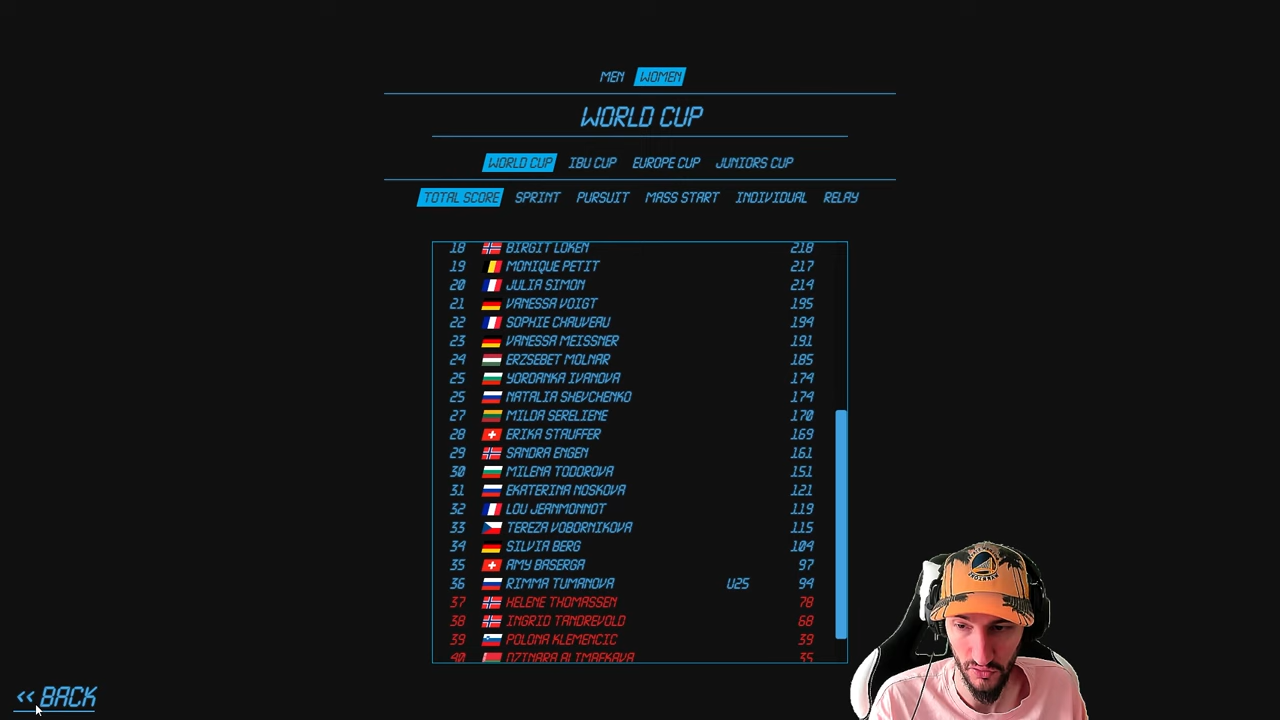 MEN WOMEN
WORLD CUP
WORLD CUP IBU CUP EUROPE CUP JUNIORS CUP
TOTAL SCORE SPRINT PURSUIT MASS START INDIVIDUAL RELAY
18 BIRGIT LOKEN 218
19 MONIQUE PETIT 217
20 JULIA SIMON 214
21 VANESSA VOIGT 195
22 SOPHIE CHAUVEAU 194
23 VANESSA MEISSNER 191
24 ERZSEBET MOLNAR 185
25 YORDANKA IVANOVA 174
25 NATALIA SHEVCHENKO 174
27 MILDA SERELIENE 170
28 ERIKA STAUFFER 169
29 SANDRA ENGEN 161
30 MILENA TODOROVA 151
31 EKATERINA NOSKOVA 121
32 LOU JEANMONNOT 119
33 TEREZA VOBORNIKOVA 115
34 SILVIA BERG 104
35 AMY BASERGA 97
36 RIMMA TUMANOVA U25 94
37 HELENE THOMASSEN 78
38 INGRID TANDREVOLD 68
39 POLONA KLEMENCIC 39
40 DZINARA ALIMBEKAVA 35
<< BACK